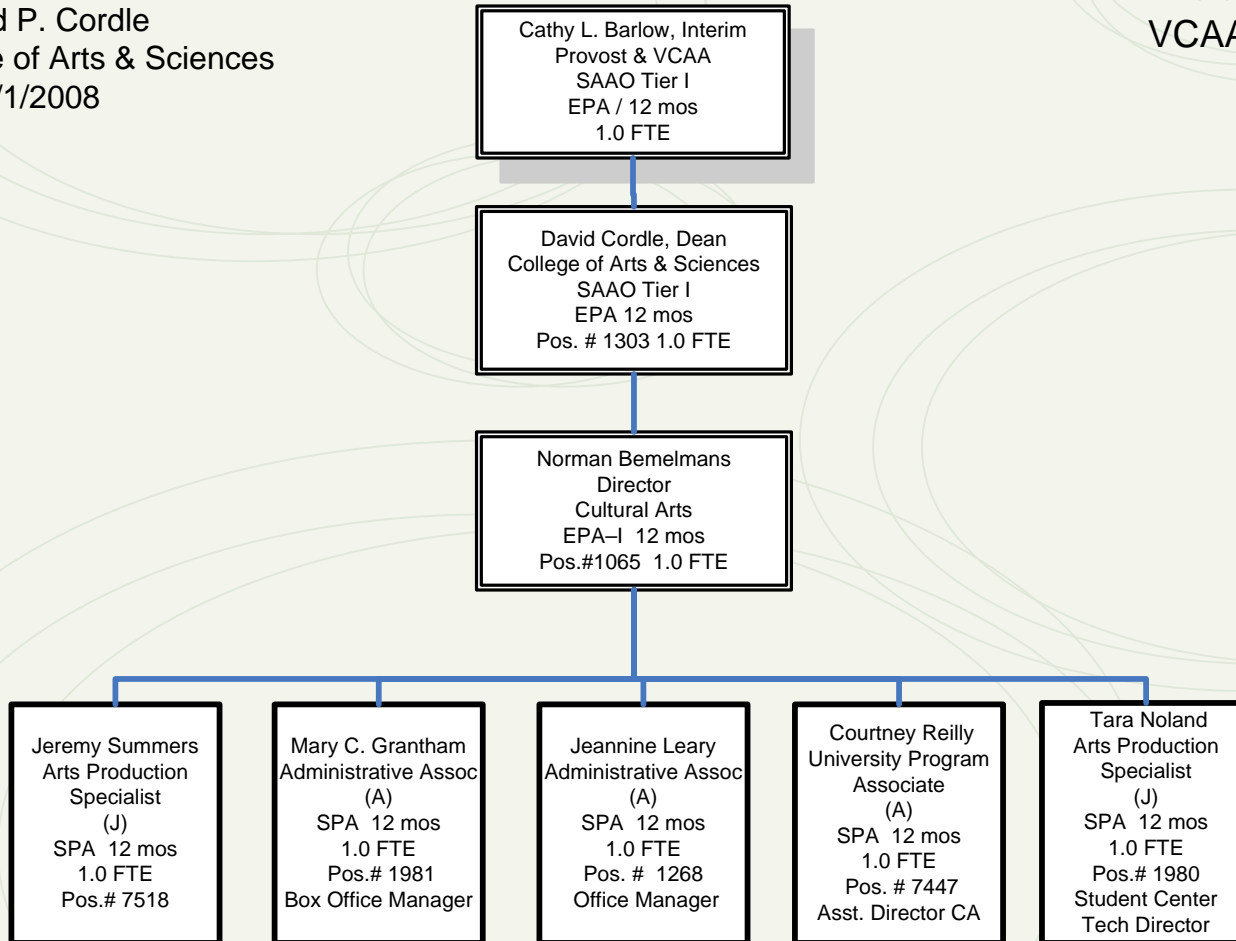 P. Cordle
of Arts & Sciences
/1/2008
VCAA
Cathy L. Barlow, Interim
Provost & VCAA
SAAO Tier I
EPA / 12 mos
1.0 FTE
David Cordle, Dean
College of Arts & Sciences
SAAO Tier I
EPA 12 mos
Pos. # 1303 1.0 FTE
Norman Bemelmans
Director
Cultural Arts
EPA–I 12 mos
Pos.#1065 1.0 FTE
Jeremy Summers
Arts Production
Specialist
(J)
SPA 12 mos
1.0 FTE
Pos.# 7518
Mary C. Grantham
Administrative Assoc
(A)
SPA 12 mos
1.0 FTE
Pos.# 1981
Box Office Manager
Jeannine Leary
Administrative Assoc
(A)
SPA 12 mos
1.0 FTE
Pos. # 1268
Office Manager
Courtney Reilly
University Program
Associate
(A)
SPA 12 mos
1.0 FTE
Pos. # 7447
Asst. Director CA
Tara Noland
Arts Production
Specialist
(J)
SPA 12 mos
1.0 FTE
Pos.# 1980
Student Center
Tech Director